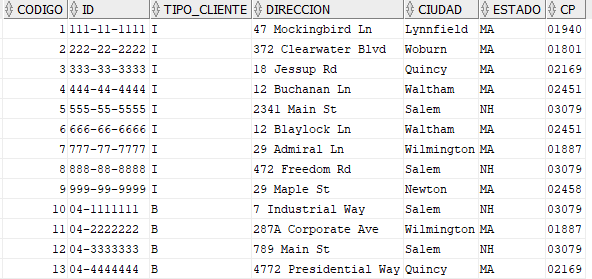 CODIGO ID TIPO_CLIENTE DIRECCION CIUDAD ESTADO CP
1 111-11-1111 I 47 Mockingbird Ln Lynnfield MA 01940
2 222-22-2222 I 372 Clearwater Blvd Woburn MA 01801
3 333-33-3333 I 18 Jessup Rd Quincy MA 02169
4 444-44-4444 I 12 Buchanan Ln Waltham MA 02451
5 555-55-5555 I 2341 Main St Salem NH 03079
6 666-66-6666 I 12 Blaylock Ln Waltham MA 02451
7 777-77-7777 I 29 Admiral Ln Wilmington MA 01887
8 888-88-8888 I 472 Freedom Rd Salem NH 03079
9 999-99-9999 I 29 Maple St Newton MA 02458
10 04-1111111 B 7 Industrial Way Salem NH 03079
11 04-2222222 B 287A Corporate Ave Wilmington MA 01887
12 04-3333333 B 789 Main St Salem NH 03079
13 04-4444444 B 4772 Presidential Way Quincy MA 02169